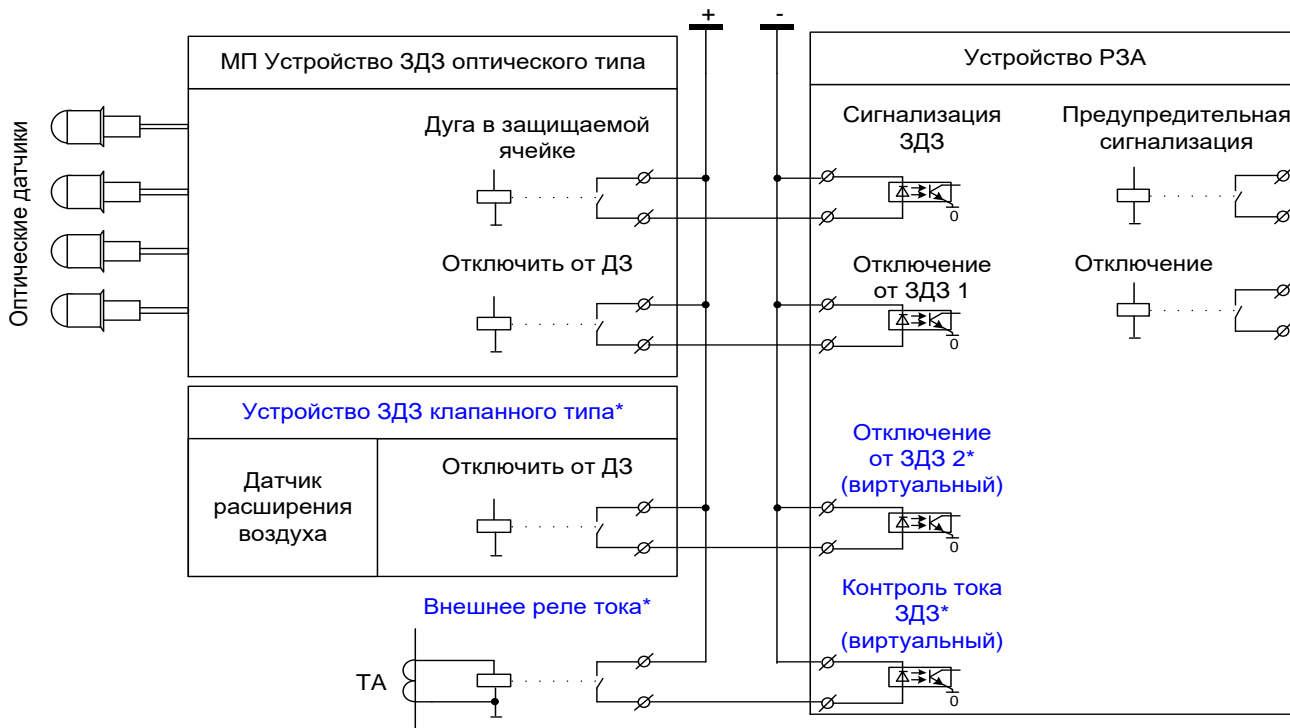 +
-
МП Устройство ЗДЗ оптического типа
Оптические датчики
Дуга в защищаемой
ячейке
Отключить от ДЗ
Устройство ЗДЗ клапанного типа*
Датчик
расширения
воздуха
Отключить от ДЗ
Внешнее реле тока*
ТА
Устройство РЗА
Сигнализация
ЗДЗ
0
Предупредительная
сигнализация
Отключение
от ЗДЗ 1
0
Отключение
Отключение
от ЗДЗ 2*
(виртуальный)
0
Контроль тока
ЗДЗ*
(виртуальный)
0